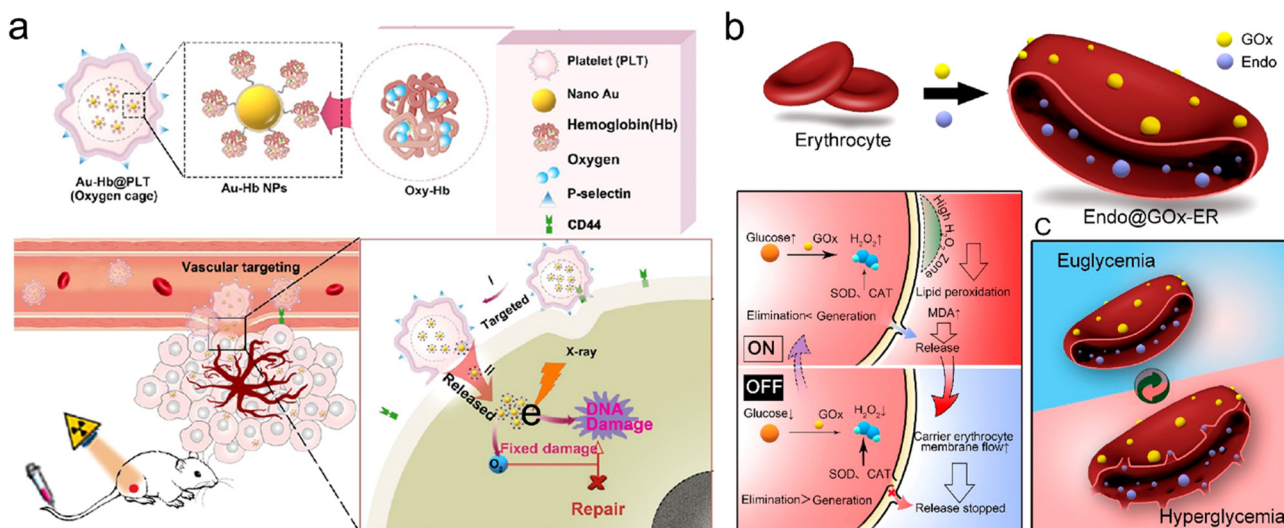 a
Au-Hb@PLT
(Oxygen cage)
Au-Hb NPs
Oxy-Hb
Platelet (PLT)
Nano Au
Hemoglobin(Hb)
Oxygen
P-selectin
CD44
Vascular targeting
I
Targeted
II
Released
X-ray
e
DNA
Damage
Fixed damage
O₂
Repair
b
Erythrocyte
GOx
Endo
Endo@GOx-ER
Glucose↑
GOx
H₂O₂↑
SOD、CAT
Elimination< Generation
ON
High H₂O₂
Zone
Lipid peroxidation
MDA↑
Release
OFF
Glucose↓
GOx
H₂O₂↓
SOD、CAT
Elimination＞Generation
Carrier erythrocyte
membrane flow↑
Release stopped
C
Euglycemia
Hyperglycemia